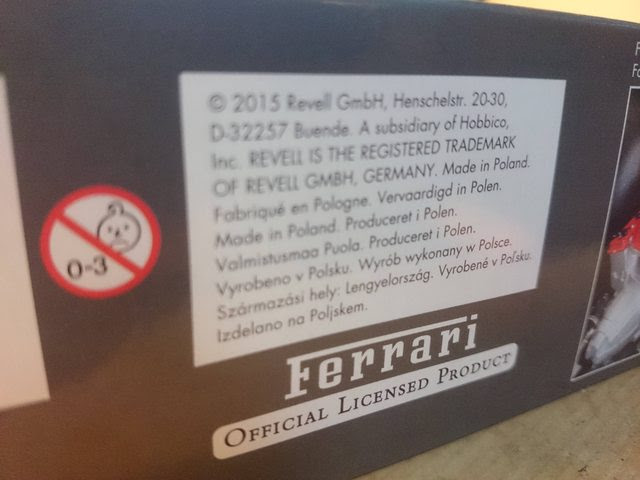 © 2015 Revell GmbH, Henschelstr. 20-30,
D-32257 Buende. A subsidiary of Hobbico,
Inc. REVELL IS THE REGISTERED TRADEMARK
OF REVELL GMBH, GERMANY. Made in Poland.
Fabriqué en Pologne. Vervaardigd in Polen.
Made in Poland. Produceret i Polen.
Valmistusmaa Puola. Produceret i Polen.
Vyrobeno v Polsku. Wyrób wykonany w Polsce.
Származási hely: Lengyelország. Vyrobené v Poľsku.
Izdelano na Poljskem.
0-3
Ferrari
OFFICIAL LICENSED PRODUCT